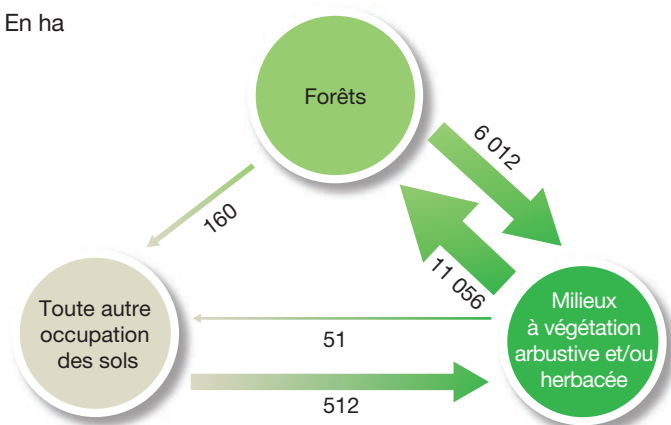 En ha
Forêts
6 012
160
11 056
Toute autre
occupation
des sols
51
512
Milieux
à végétation
arbustive et/ou
herbacée